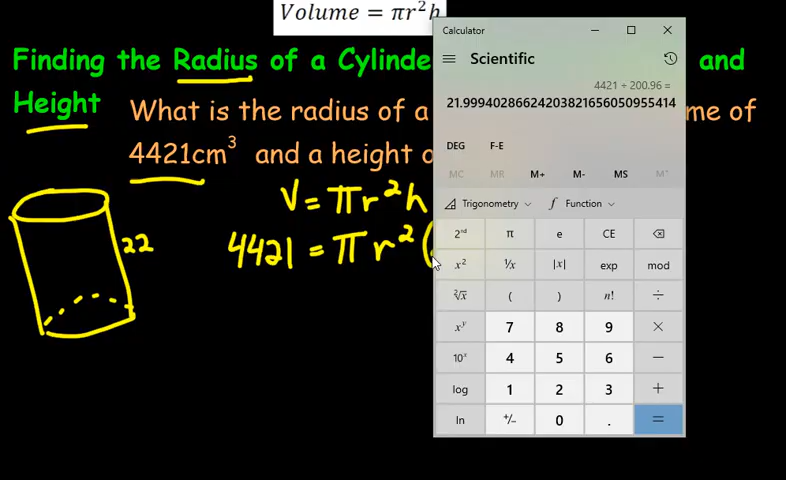 Volume = πr²h
Finding the Radius of a Cylinde and
Height
What is the radius of a me of
4421cm³ and a height o
V = πr²h
4421 = πr² (
22
Calculator
Scientific
4421 ÷ 200.96 =
21.99940286624203821656050955414
DEG F-E
MC MR M+ M- MS M˅
Trigonometry Function
2ⁿᵈ π e CE
x² ¹/x |x| exp mod
²√x ( ) n! ÷
xʸ 7 8 9 ×
10ˣ 4 5 6 −
log 1 2 3 +
ln +/− 0 . =